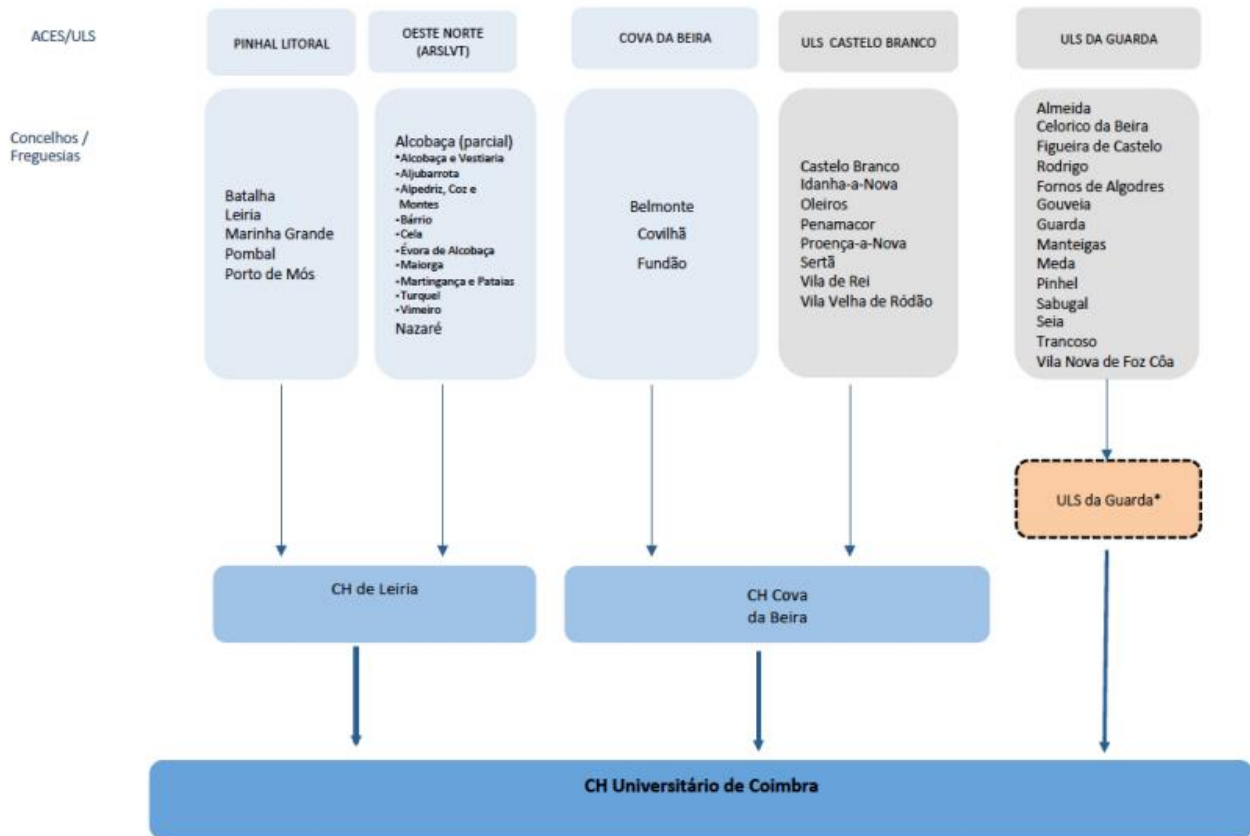 ACES/ULS
PINHAL LITORAL
OESTE NORTE
(ARSLVT)
COVA DA BEIRA
ULS CASTELO BRANCO
ULS DA GUARDA
Concelhos /
Freguesias
Batalha
Leiria
Marinha Grande
Pombal
Porto de Mós
Alcobaça (parcial)
*Alcobaça e Vestiaria
-Aljubarrota
-Alpedriz, Coz e
Montes
-Bárrio
-Cela
-Évora de Alcobaça
-Maiorga
-Martingança e Pataias
-Turquel
-Vimeiro
Nazaré
Belmonte
Covilhã
Fundão
Castelo Branco
Idanha-a-Nova
Oleiros
Penamacor
Proença-a-Nova
Sertã
Vila de Rei
Vila Velha de Ródão
Almeida
Celorico da Beira
Figueira de Castelo
Rodrigo
Fornos de Algodres
Gouveia
Guarda
Manteigas
Meda
Pinhel
Sabugal
Seia
Trancoso
Vila Nova de Foz Côa
ULS da Guarda*
CH de Leiria
CH Cova
da Beira
CH Universitário de Coimbra